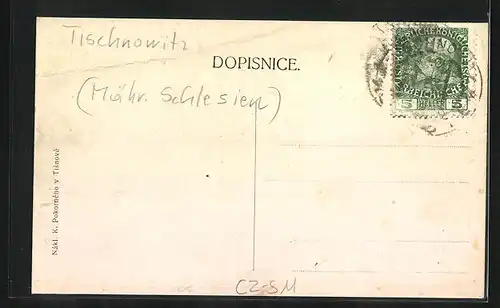 Tischnowitz
(Mähr. Schlesien)
DOPISNICE.
5 HELLER 5
Nákl. K. Pokorného v Tišnově
CZ-SM